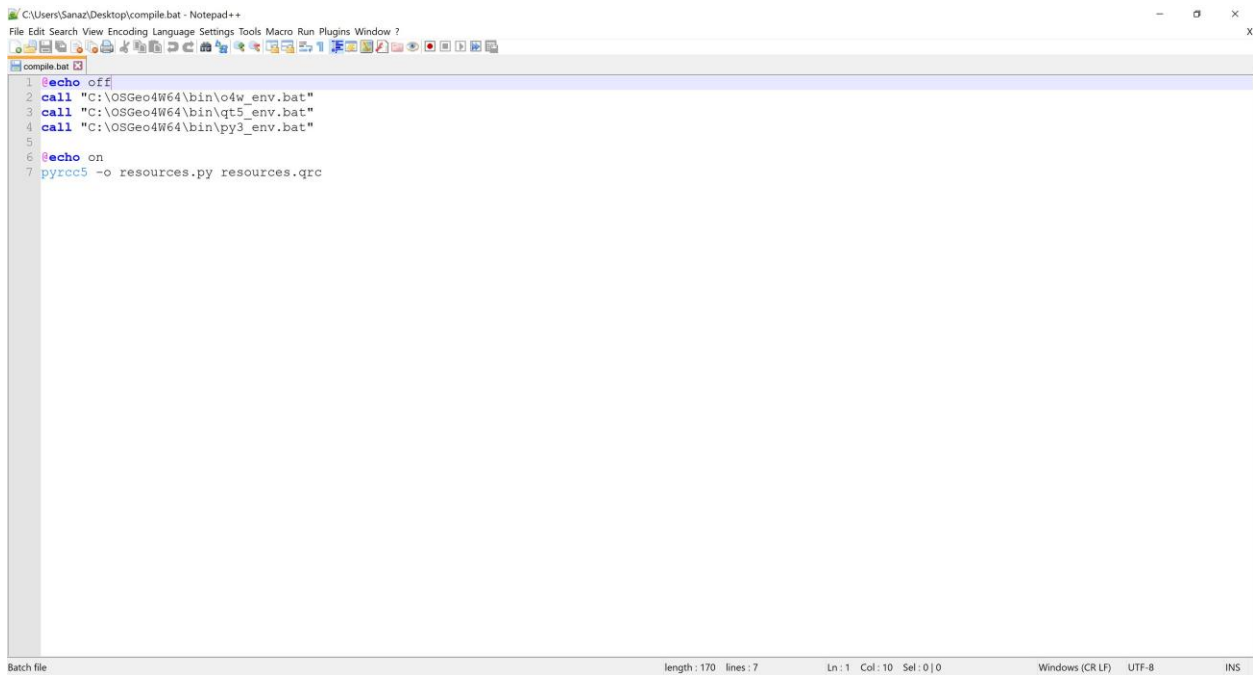 C:\Users\Sanaz\Desktop\compile.bat - Notepad++
File Edit Search View Encoding Language Settings Tools Macro Run Plugins Window ?
X
compile.bat
1 @echo off
2 call "C:\OSGeo4W64\bin\o4w_env.bat"
3 call "C:\OSGeo4W64\bin\qt5_env.bat"
4 call "C:\OSGeo4W64\bin\py3_env.bat"
5
6 @echo on
7 pyrcc5 -o resources.py resources.qrc
Batch file length : 170 lines : 7 Ln : 1 Col : 10 Sel : 0 | 0 Windows (CR LF) UTF-8 INS